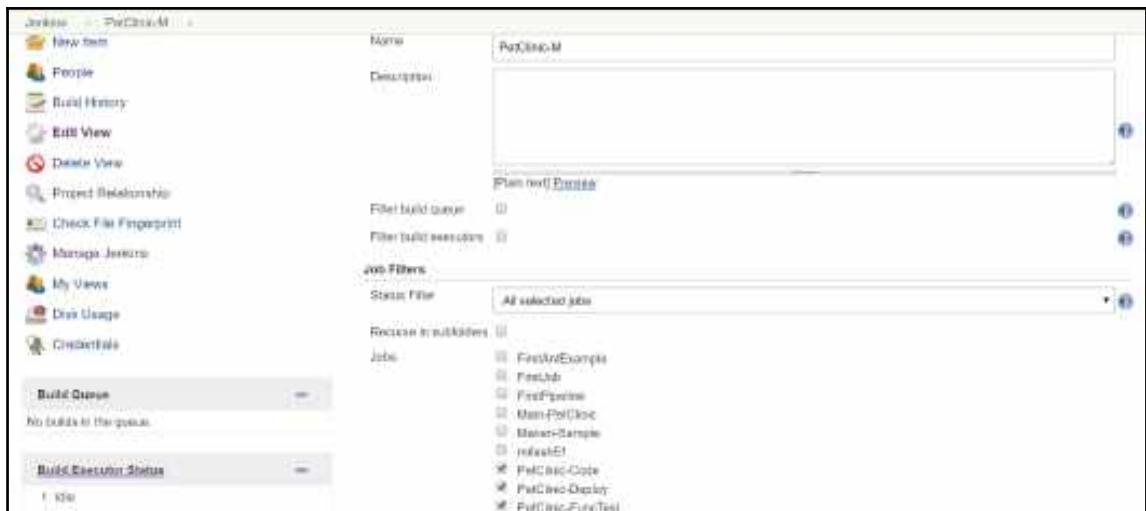 Jenkins PetClinic-M
New Item
People
Build History
Edit View
Delete View
Project Relationship
Check File Fingerprint
Manage Jenkins
My Views
Disk Usage
Credentials
Build Queue
No builds in the queue.
Build Executor Status
1 Idle
Name
PetClinic-M
Description
[Plain text] Preview
Filter build queue
Filter build executors
Job Filters
Status Filter
All selected jobs
Recurse in subfolders
Jobs
FirstAntExample
FirstJob
FirstPipeline
Main-PetClinic
Maven-Sample
PetClinic-Code
PetClinic-Deploy
PetClinic-FuncTest